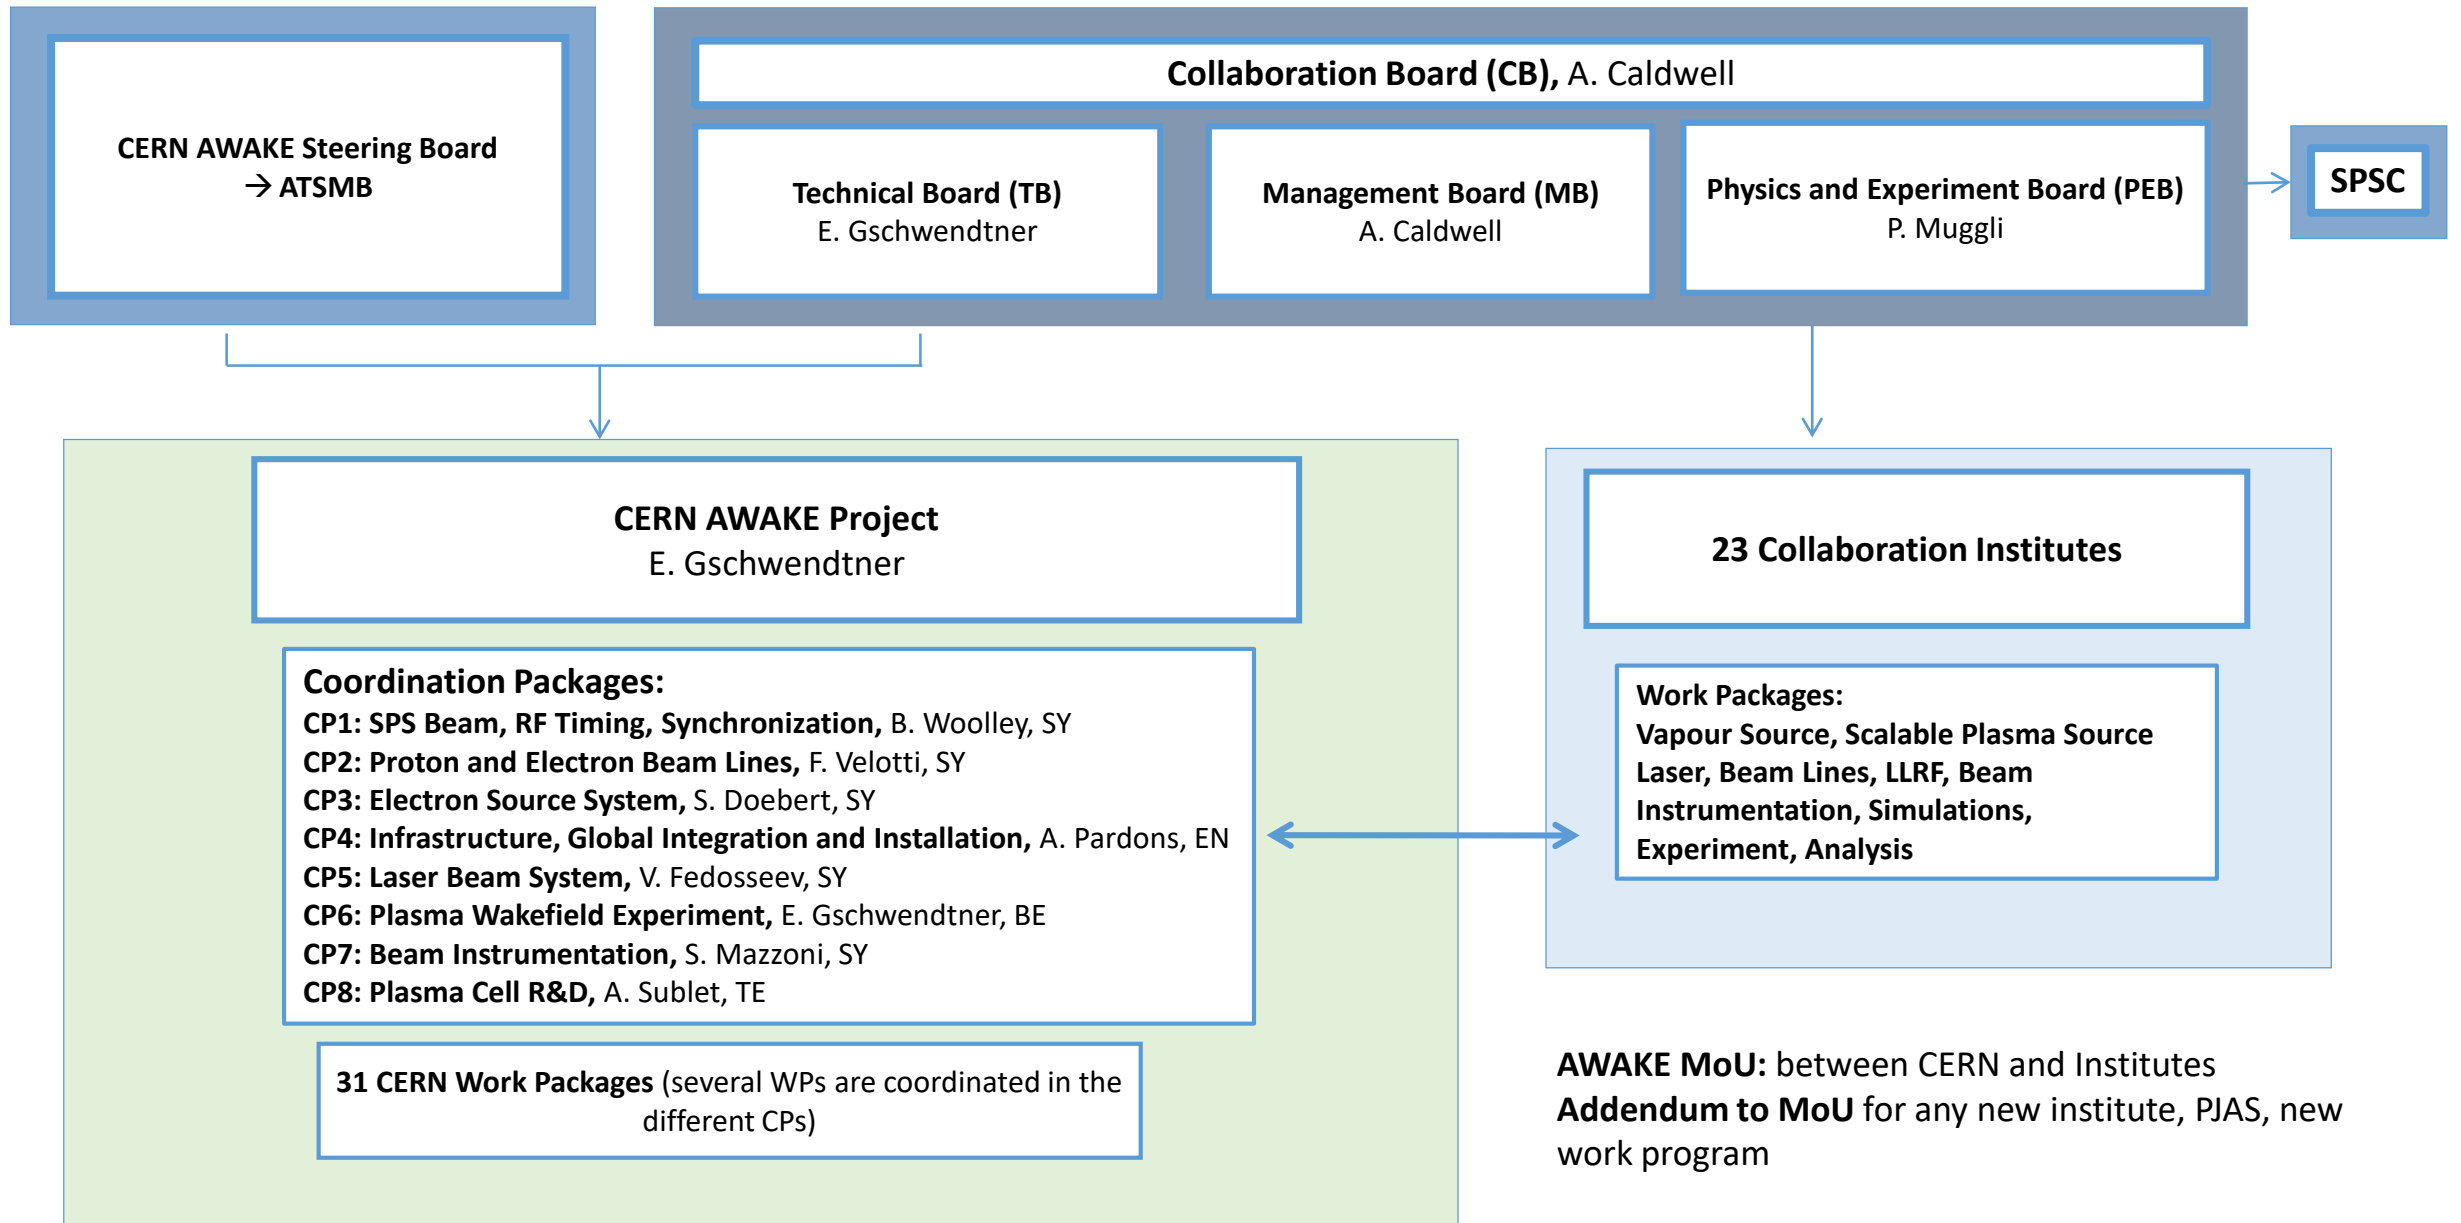 CERN AWAKE Steering Board
→ ATSMB
Collaboration Board (CB), A. Caldwell
Technical Board (TB)
E. Gschwendtner
Management Board (MB)
A. Caldwell
Physics and Experiment Board (PEB)
P. Muggli
SPSC
CERN AWAKE Project
E. Gschwendtner
Coordination Packages:
CP1: SPS Beam, RF Timing, Synchronization, B. Woolley, SY
CP2: Proton and Electron Beam Lines, F. Velotti, SY
CP3: Electron Source System, S. Doebert, SY
CP4: Infrastructure, Global Integration and Installation, A. Pardons, EN
CP5: Laser Beam System, V. Fedosseev, SY
CP6: Plasma Wakefield Experiment, E. Gschwendtner, BE
CP7: Beam Instrumentation, S. Mazzoni, SY
CP8: Plasma Cell R&D, A. Sublet, TE
31 CERN Work Packages (several WPs are coordinated in the
different CPs)
23 Collaboration Institutes
Work Packages:
Vapour Source, Scalable Plasma Source
Laser, Beam Lines, LLRF, Beam
Instrumentation, Simulations,
Experiment, Analysis
AWAKE MoU: between CERN and Institutes
Addendum to MoU for any new institute, PJAS, new
work program